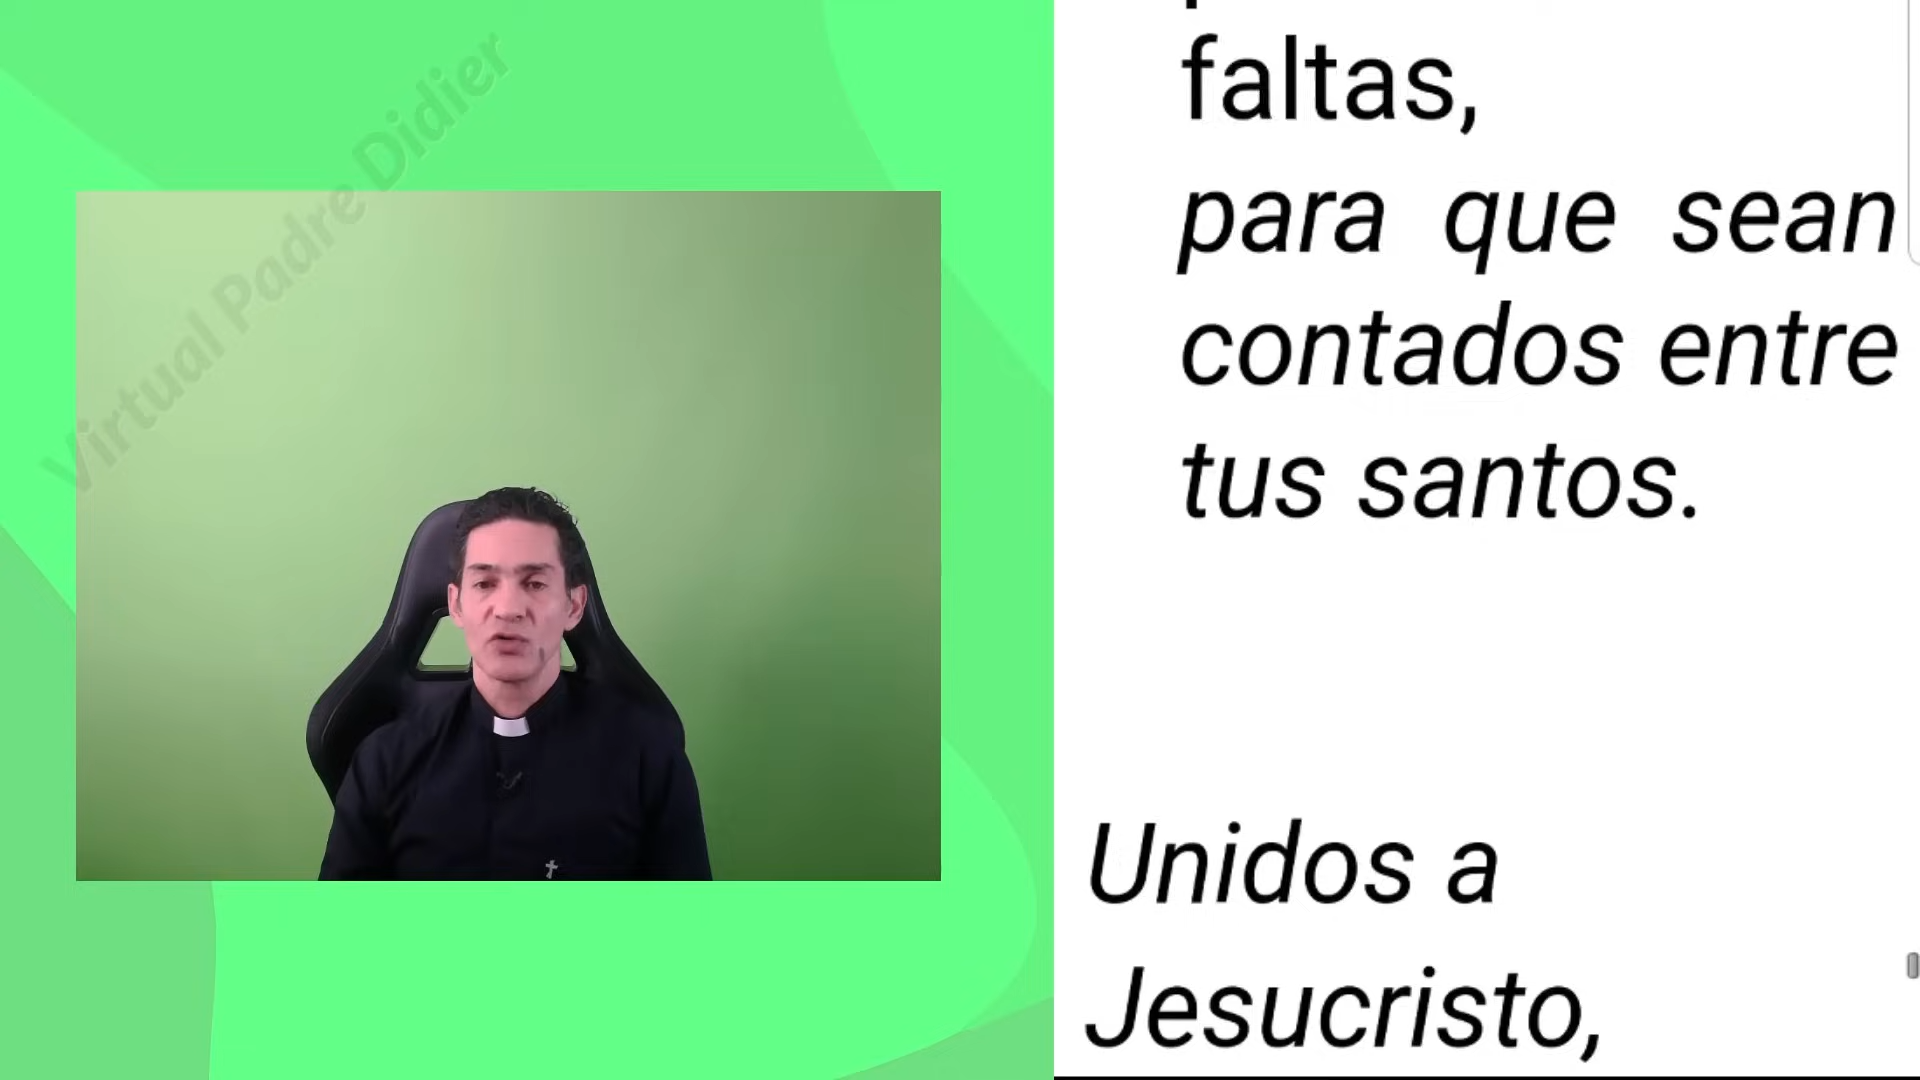 Virtual Padre Didier
faltas,
para que sean
contados entre
tus santos.
Unidos a
Jesucristo,